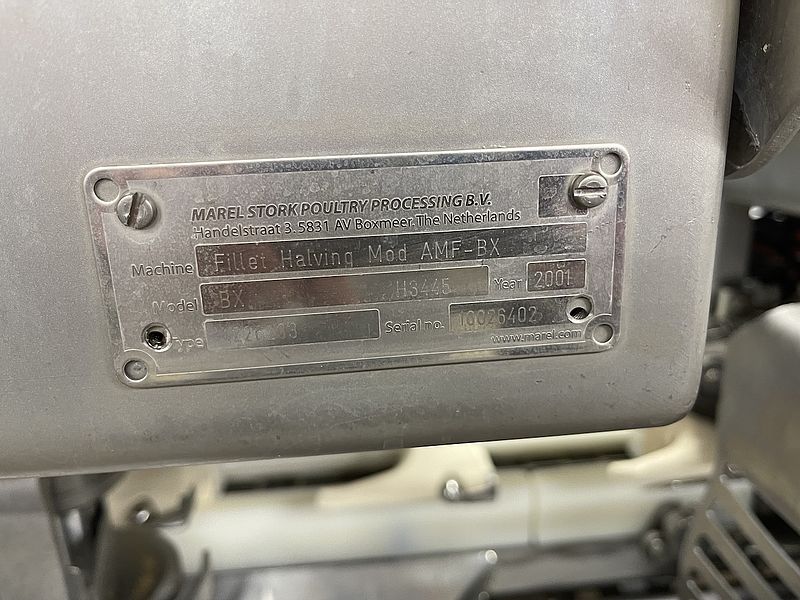 MAREL STORK POULTRY PROCESSING B.V.
Handelstraat 3. 5831 AV Boxmeer. The Netherlands
Machine Fillet Halving Mod AMF-BX
Model BX H3445 Year 2001
Type Serial no.
www.marel.com